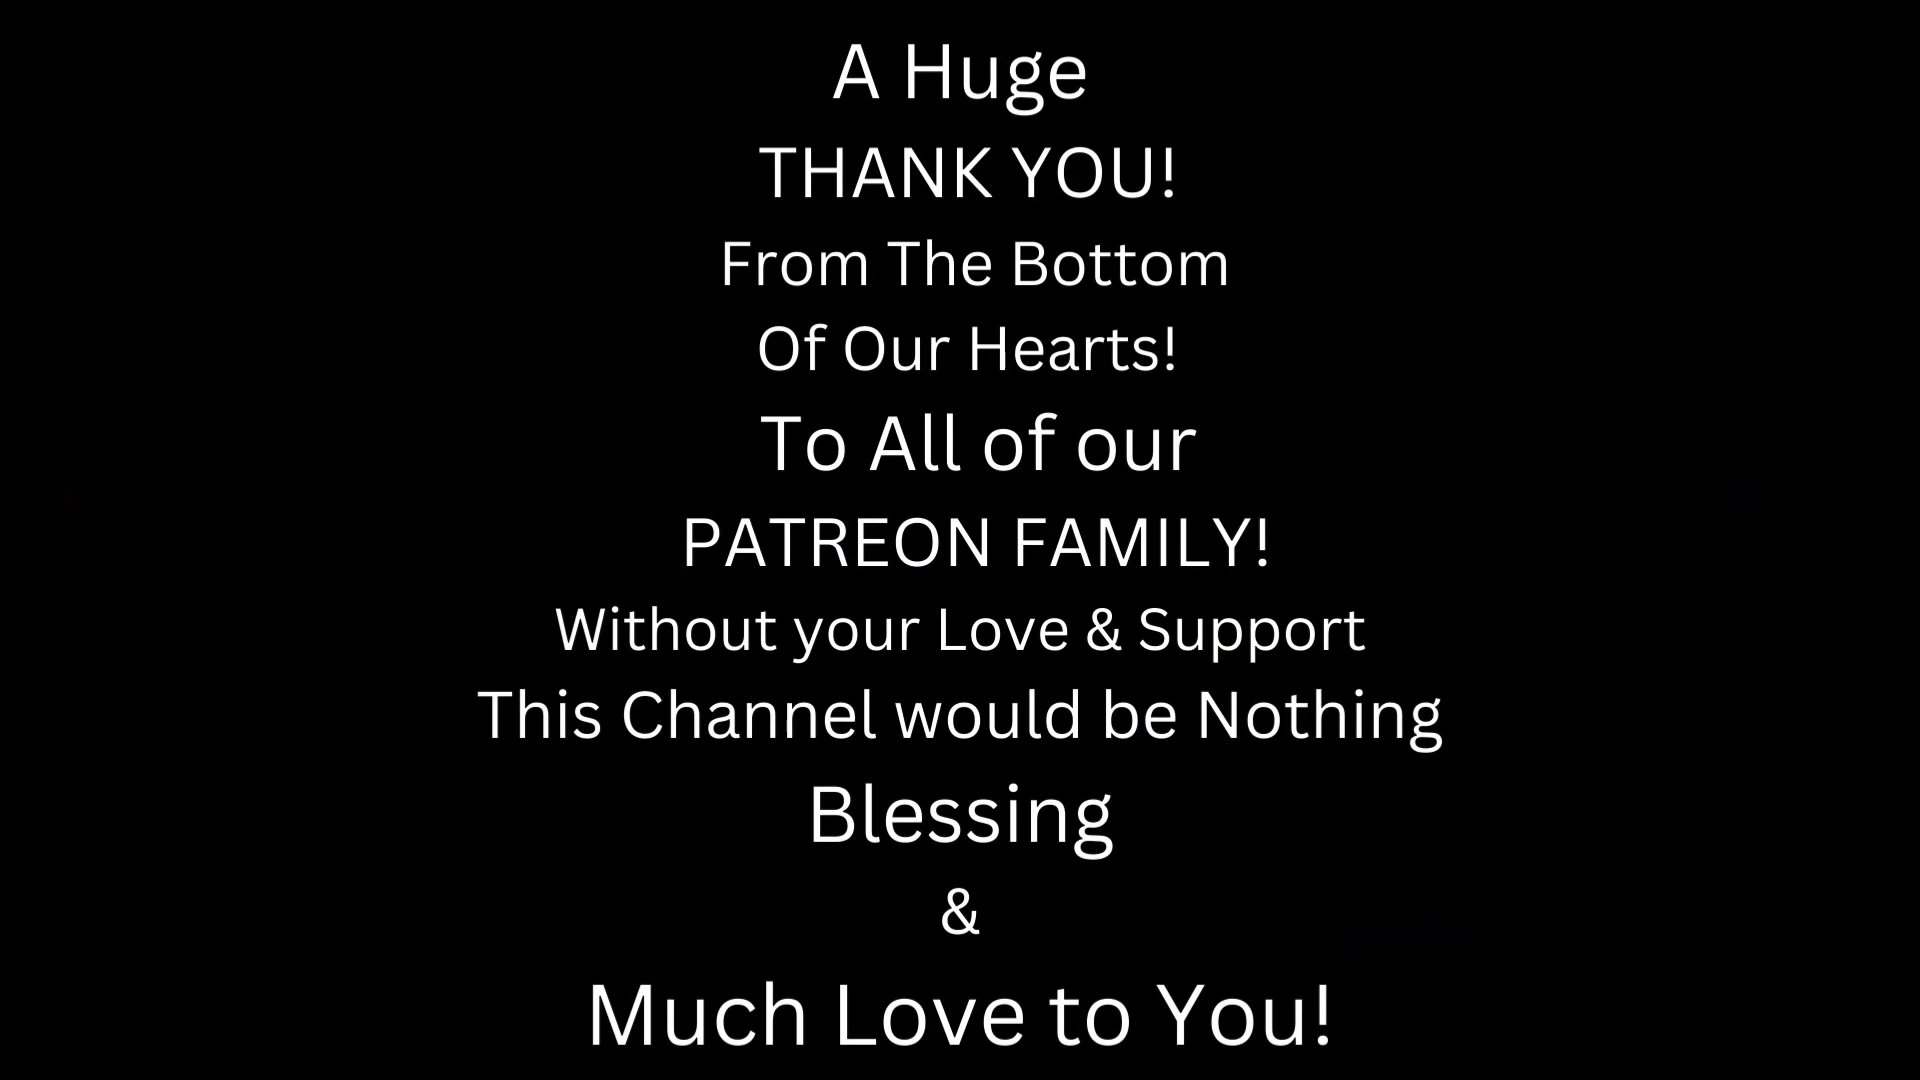 A Huge
THANK YOU!
From The Bottom
Of Our Hearts!
To All of our
PATREON FAMILY!
Without your Love & Support
This Channel would be Nothing
Blessing
&
Much Love to You!